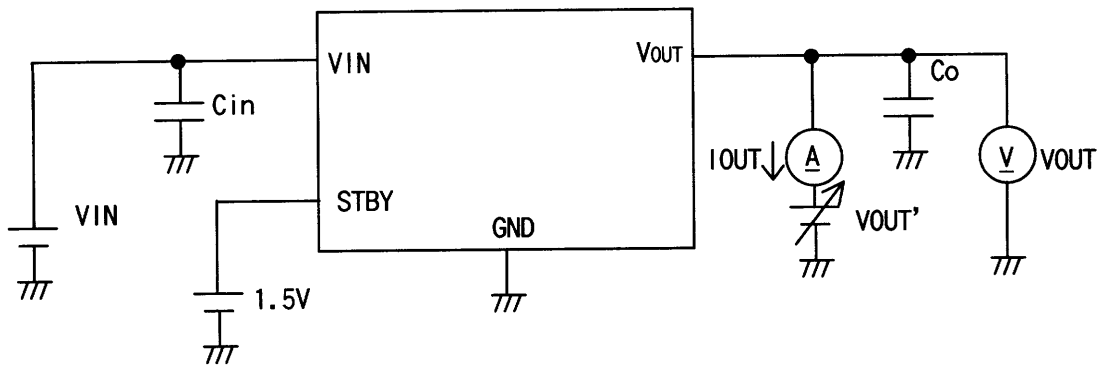 VIN
VOUT
Cin
Co
IOUT
A
V
VOUT
STBY
VIN
GND
VOUT'
1.5V